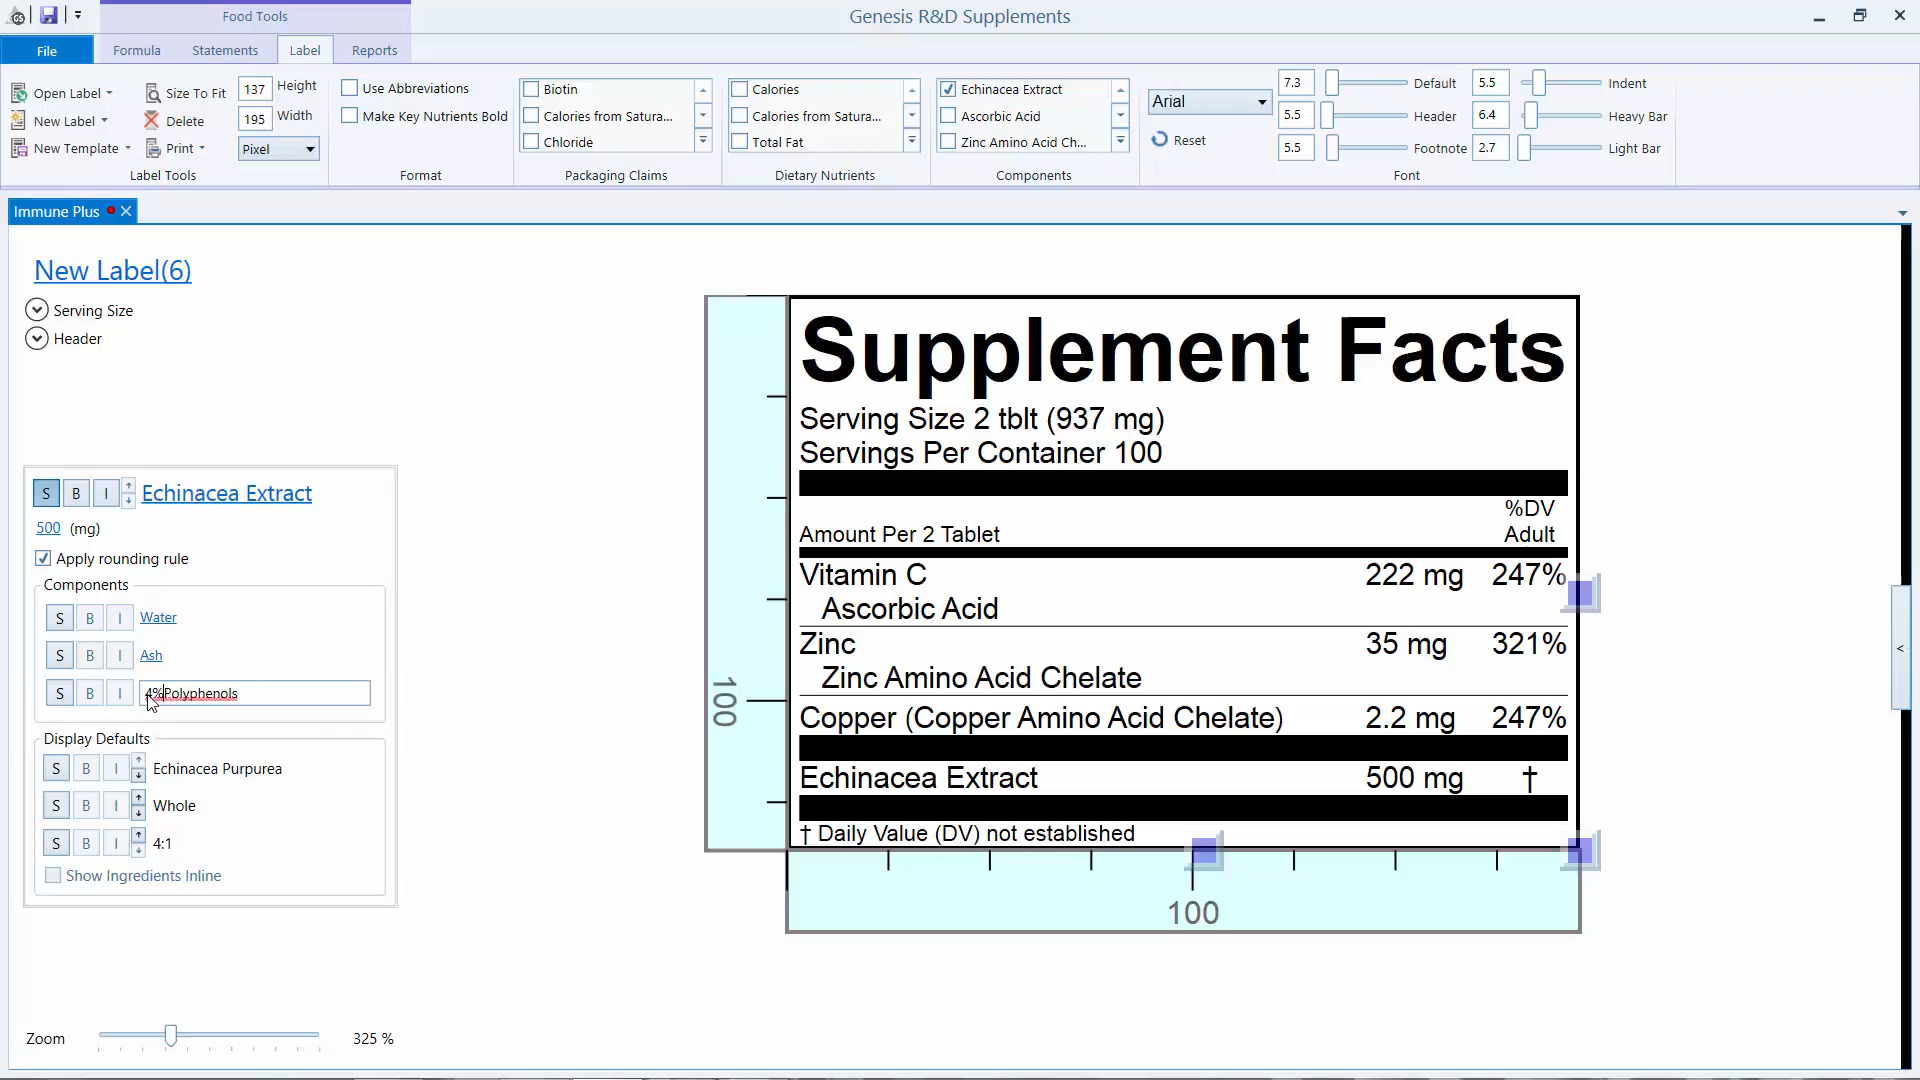 GS
Food Tools
Genesis R&D Supplements
File
Formula
Statements
Label
Reports
Open Label
Size To Fit
137
Height
New Label
Delete
195
Width
New Template
Print
Pixel
Label Tools
Use Abbreviations
Make Key Nutrients Bold
Format
Biotin
Calories from Satura...
Chloride
Packaging Claims
Calories
Calories from Satura...
Total Fat
Dietary Nutrients
Echinacea Extract
Ascorbic Acid
Zinc Amino Acid Ch...
Components
Arial
Reset
7.3 Default 5.5 Indent
5.5 Header 6.4 Heavy Bar
5.5 Footnote 2.7 Light Bar
Font
Immune Plus
New Label(6)
Serving Size
Header
S B I Echinacea Extract
500 (mg)
Apply rounding rule
Components
S B I Water
S B I Ash
S B I 4%Polyphenols
Display Defaults
S B I Echinacea Purpurea
S B I Whole
S B I 4:1
Show Ingredients Inline
Zoom 325 %
Supplement Facts
Serving Size 2 tblt (937 mg)
Servings Per Container 100
%DV
Amount Per 2 Tablet Adult
Vitamin C 222 mg 247%
Ascorbic Acid
Zinc 35 mg 321%
Zinc Amino Acid Chelate
Copper (Copper Amino Acid Chelate) 2.2 mg 247%
Echinacea Extract 500 mg †
† Daily Value (DV) not established
100
100
<